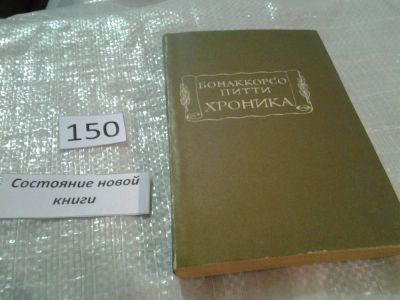 БОНАККОРСО
ПИТТИ
ХРОНИКА
150
Состояние новой
книги